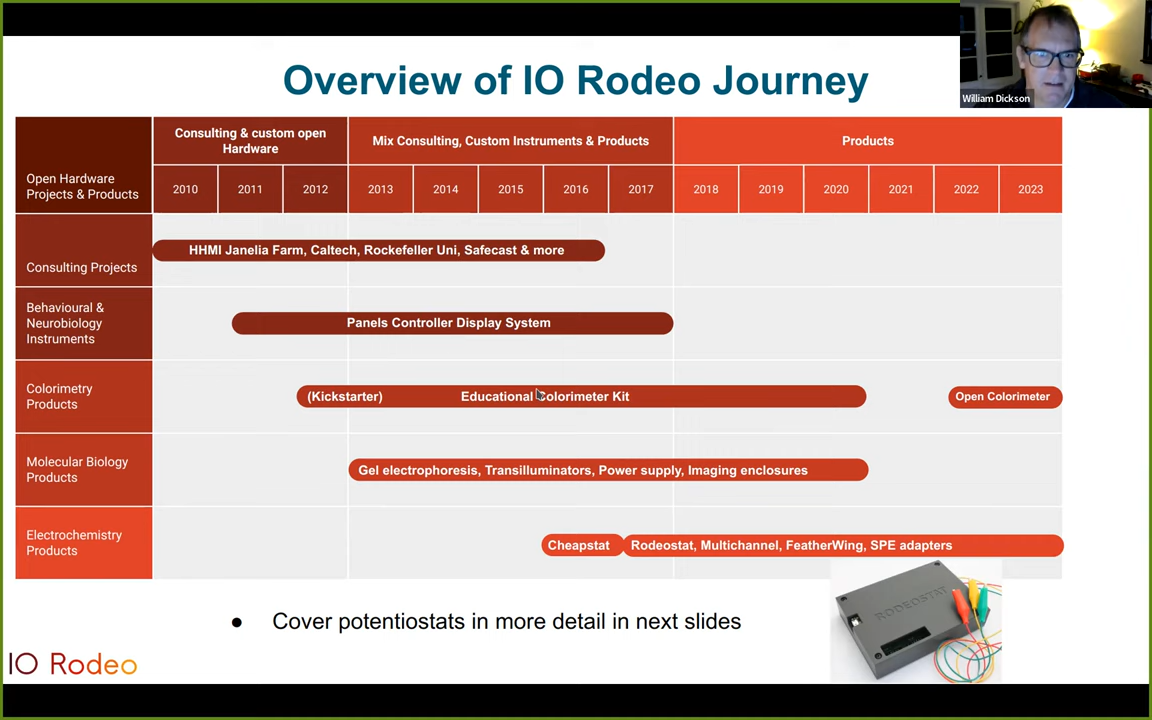 Overview of IO Rodeo Journey
William Dickson
Open Hardware
Projects & Products
Consulting & custom open
Hardware
Mix Consulting, Custom Instruments & Products
Products
2010 2011 2012 2013 2014 2015 2016 2017 2018 2019 2020 2021 2022 2023
Consulting Projects
HHMI Janelia Farm, Caltech, Rockefeller Uni, Safecast & more
Behavioural &
Neurobiology
Instruments
Panels Controller Display System
Colorimetry
Products
(Kickstarter) Educational Colorimeter Kit
Open Colorimeter
Molecular Biology
Products
Gel electrophoresis, Transilluminators, Power supply, Imaging enclosures
Electrochemistry
Products
Cheapstat
Rodeostat, Multichannel, FeatherWing, SPE adapters
RODEOSTAT
● Cover potentiostats in more detail in next slides
IO Rodeo